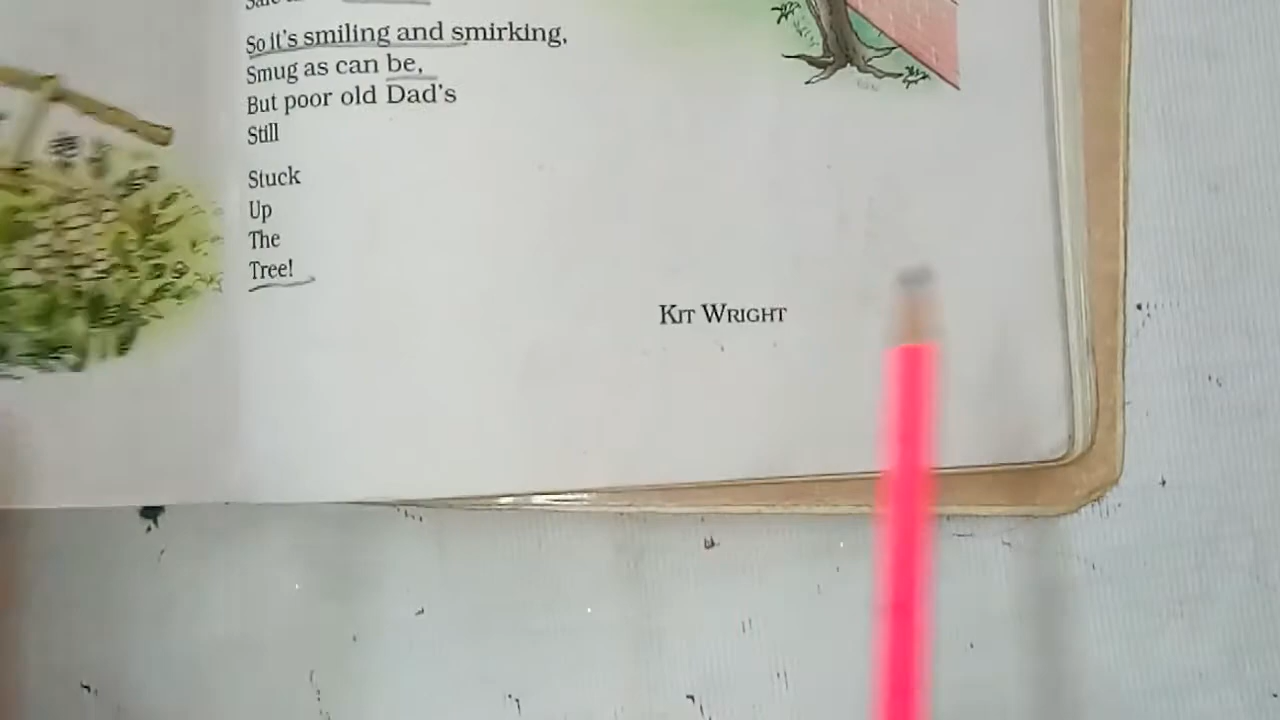 So it's smiling and smirking,
Smug as can be,
But poor old Dad's
Still
Stuck
Up
The
Tree!
KIT WRIGHT